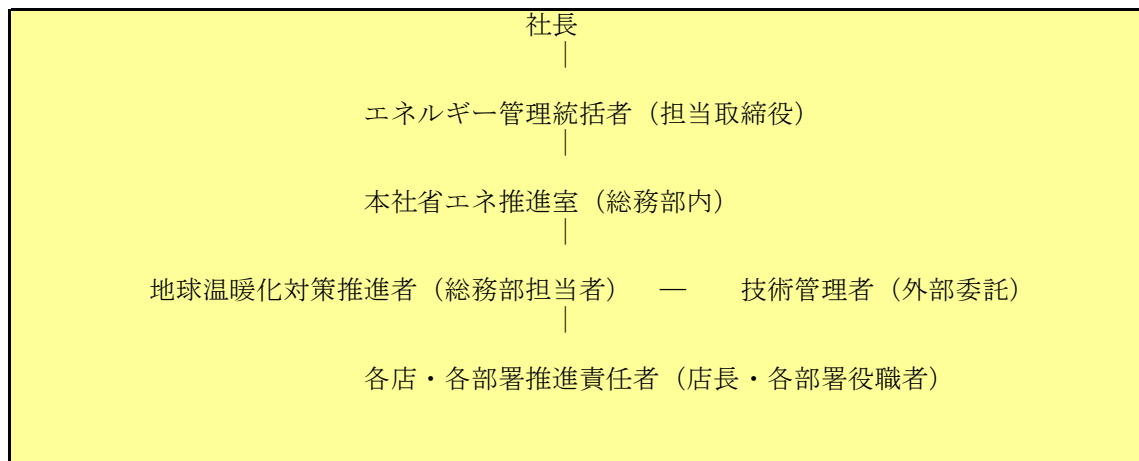 社長
｜
エネルギー管理統括者（担当取締役）
｜
本社省エネ推進室（総務部内）
｜
地球温暖化対策推進者（総務部担当者）　―　技術管理者（外部委託）
｜
各店・各部署推進責任者（店長・各部署役職者）